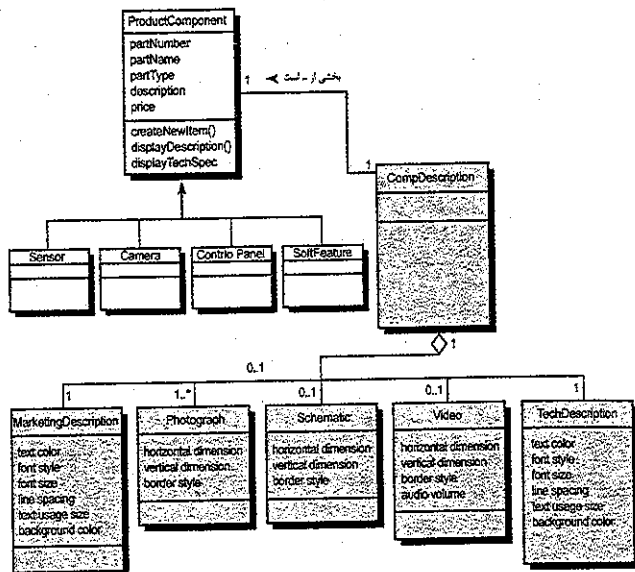 ProductComponent
partNumber
partName
partType
description
price
createNewItem()
displayDescription()
displayTechSpec
1
بخشی از - است
1
CompDescription
Sensor
Camera
Contrlo Panel
SoftFeature
1
0..1
1
1..*
0..1
0..1
1
MarketingDescription
text color
font style
font size
line spacing
text usage size
background color
Photograph
horizontal dimension
vertical dimension
border style
Schematic
horizontal dimension
vertical dimension
border style
Video
horizontal dimension
vertical dimension
border style
audio volume
TechDescription
text color
font style
font size
line spacing
text usage size
background color